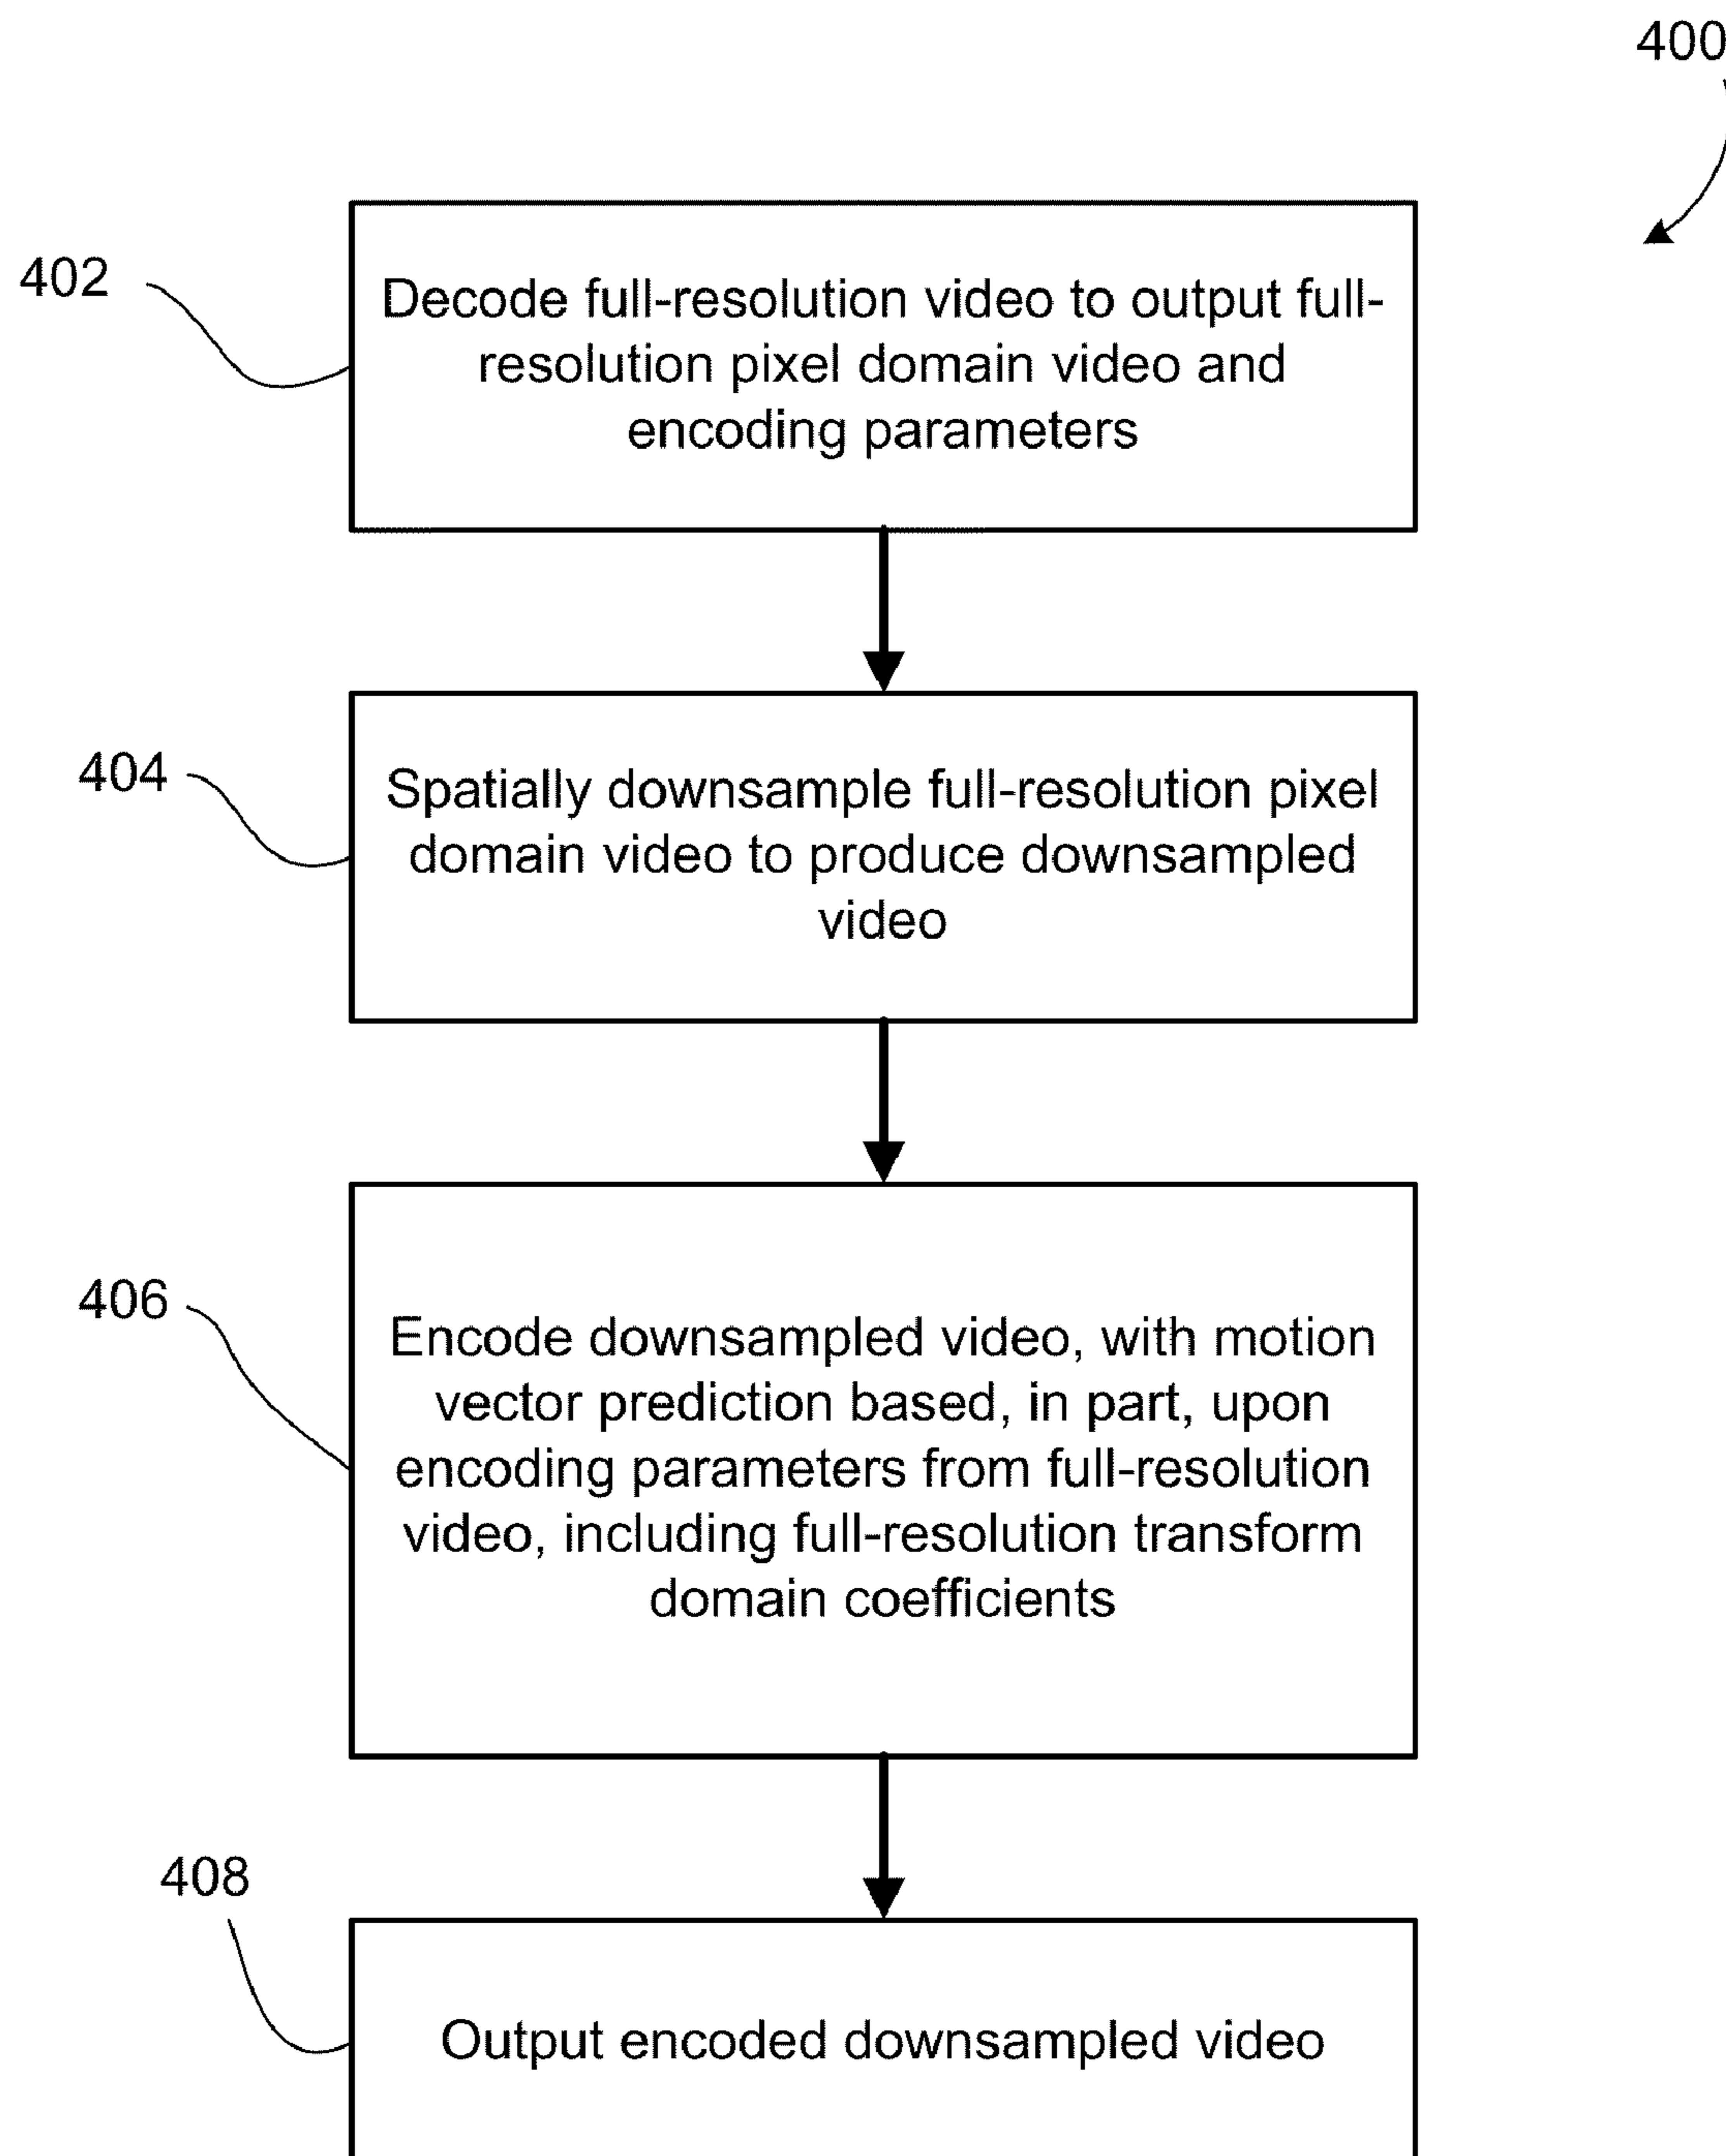 400
402
Decode full-resolution video to output full-
resolution pixel domain video and
encoding parameters
404
Spatially downsample full-resolution pixel
domain video to produce downsampled
video
406
Encode downsampled video, with motion
vector prediction based, in part, upon
encoding parameters from full-resolution
video, including full-resolution transform
domain coefficients
408
Output encoded downsampled video